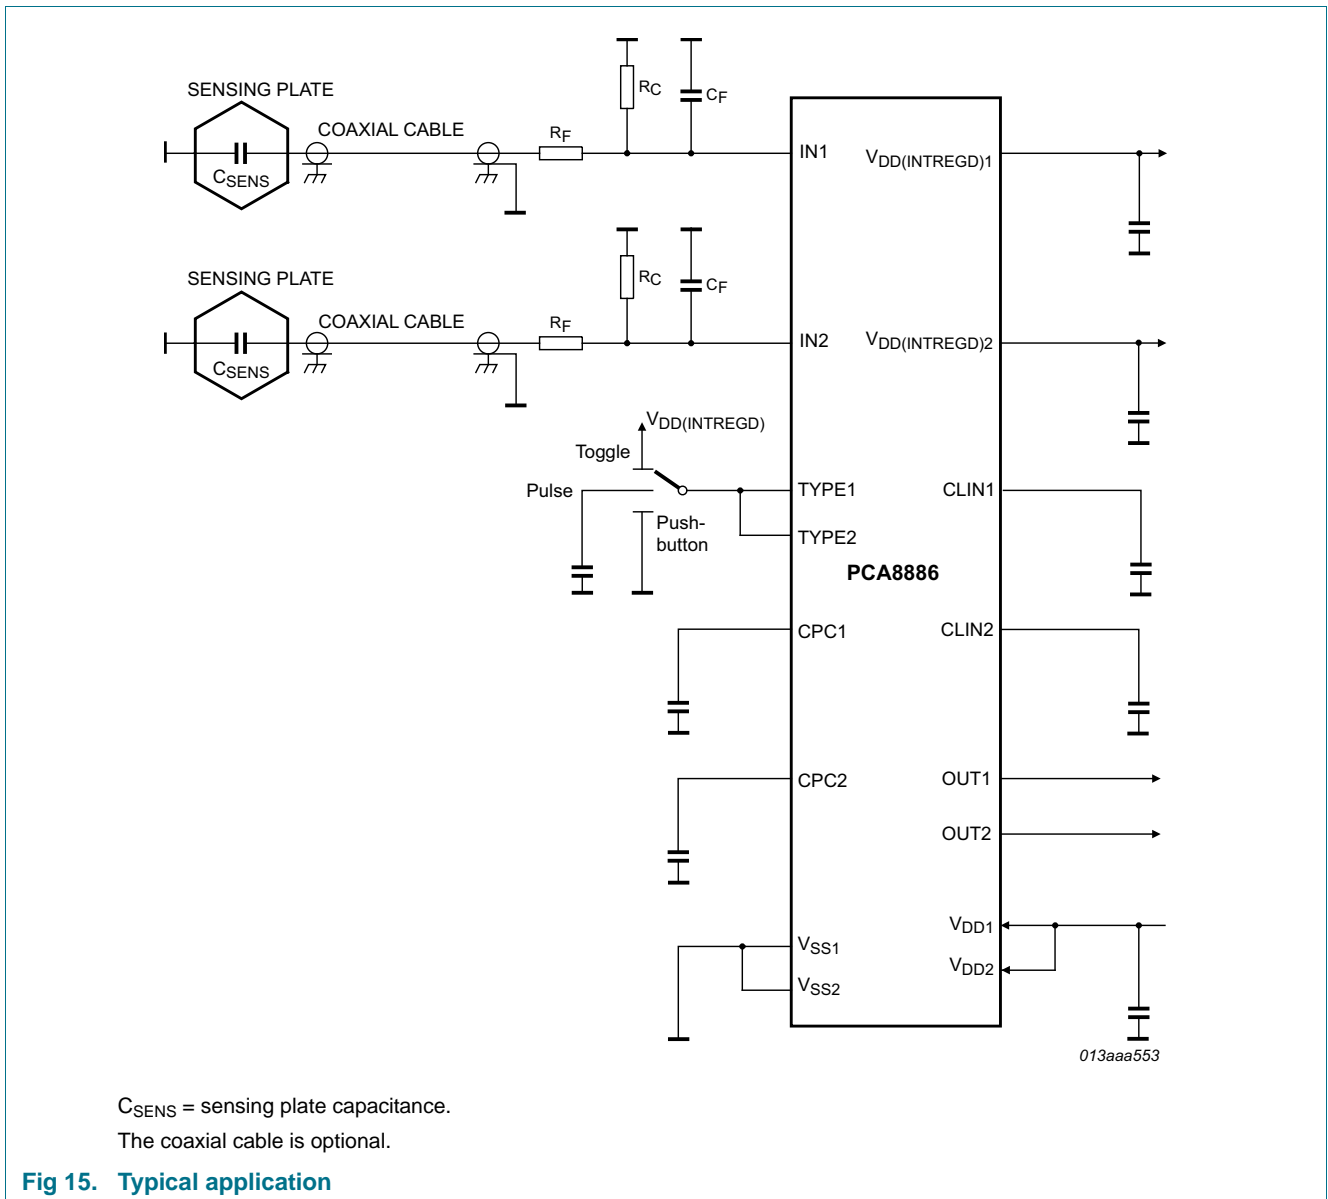 SENSING PLATE
COAXIAL CABLE
CSENS
RF
RC
CF
IN1
VDD(INTREGD)1
SENSING PLATE
COAXIAL CABLE
CSENS
RF
RC
CF
IN2
VDD(INTREGD)2
VDD(INTREGD)
Toggle
Pulse
Push-
button
TYPE1
TYPE2
CLIN1
PCA8886
CPC1
CLIN2
CPC2
OUT1
OUT2
VSS1
VSS2
VDD1
VDD2
013aaa553
CSENS = sensing plate capacitance.
The coaxial cable is optional.
Fig 15. Typical application